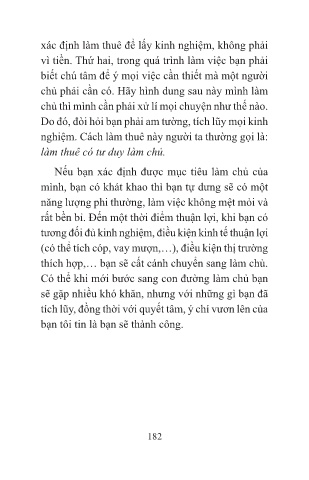 xác định làm thuê để lấy kinh nghiệm, không phải
vì tiền. Thứ hai, trong quá trình làm việc bạn phải
biết chú tâm để ý mọi việc cần thiết mà một người
chủ phải cần có. Hãy hình dung sau này mình làm
chủ thì mình cần phải xử lí mọi chuyện như thế nào.
Do đó, đòi hỏi bạn phải am tường, tích lũy mọi kinh
nghiệm. Cách làm thuê này người ta thường gọi là:
làm thuê có tư duy làm chủ.
Nếu bạn xác định được mục tiêu làm chủ của
mình, bạn có khát khao thì bạn tự dưng sẽ có một
năng lượng phi thường, làm việc không mệt mỏi và
rất bền bỉ. Đến một thời điểm thuận lợi, khi bạn có
tương đối đủ kinh nghiệm, điều kiện kinh tế thuận lợi
(có thể tích cóp, vay mượn,…), điều kiện thị trường
thích hợp,… bạn sẽ cất cánh chuyển sang làm chủ.
Có thể khi mới bước sang con đường làm chủ bạn
sẽ gặp nhiều khó khăn, nhưng với những gì bạn đã
tích lũy, đồng thời với quyết tâm, ý chí vươn lên của
bạn tôi tin là bạn sẽ thành công.
182